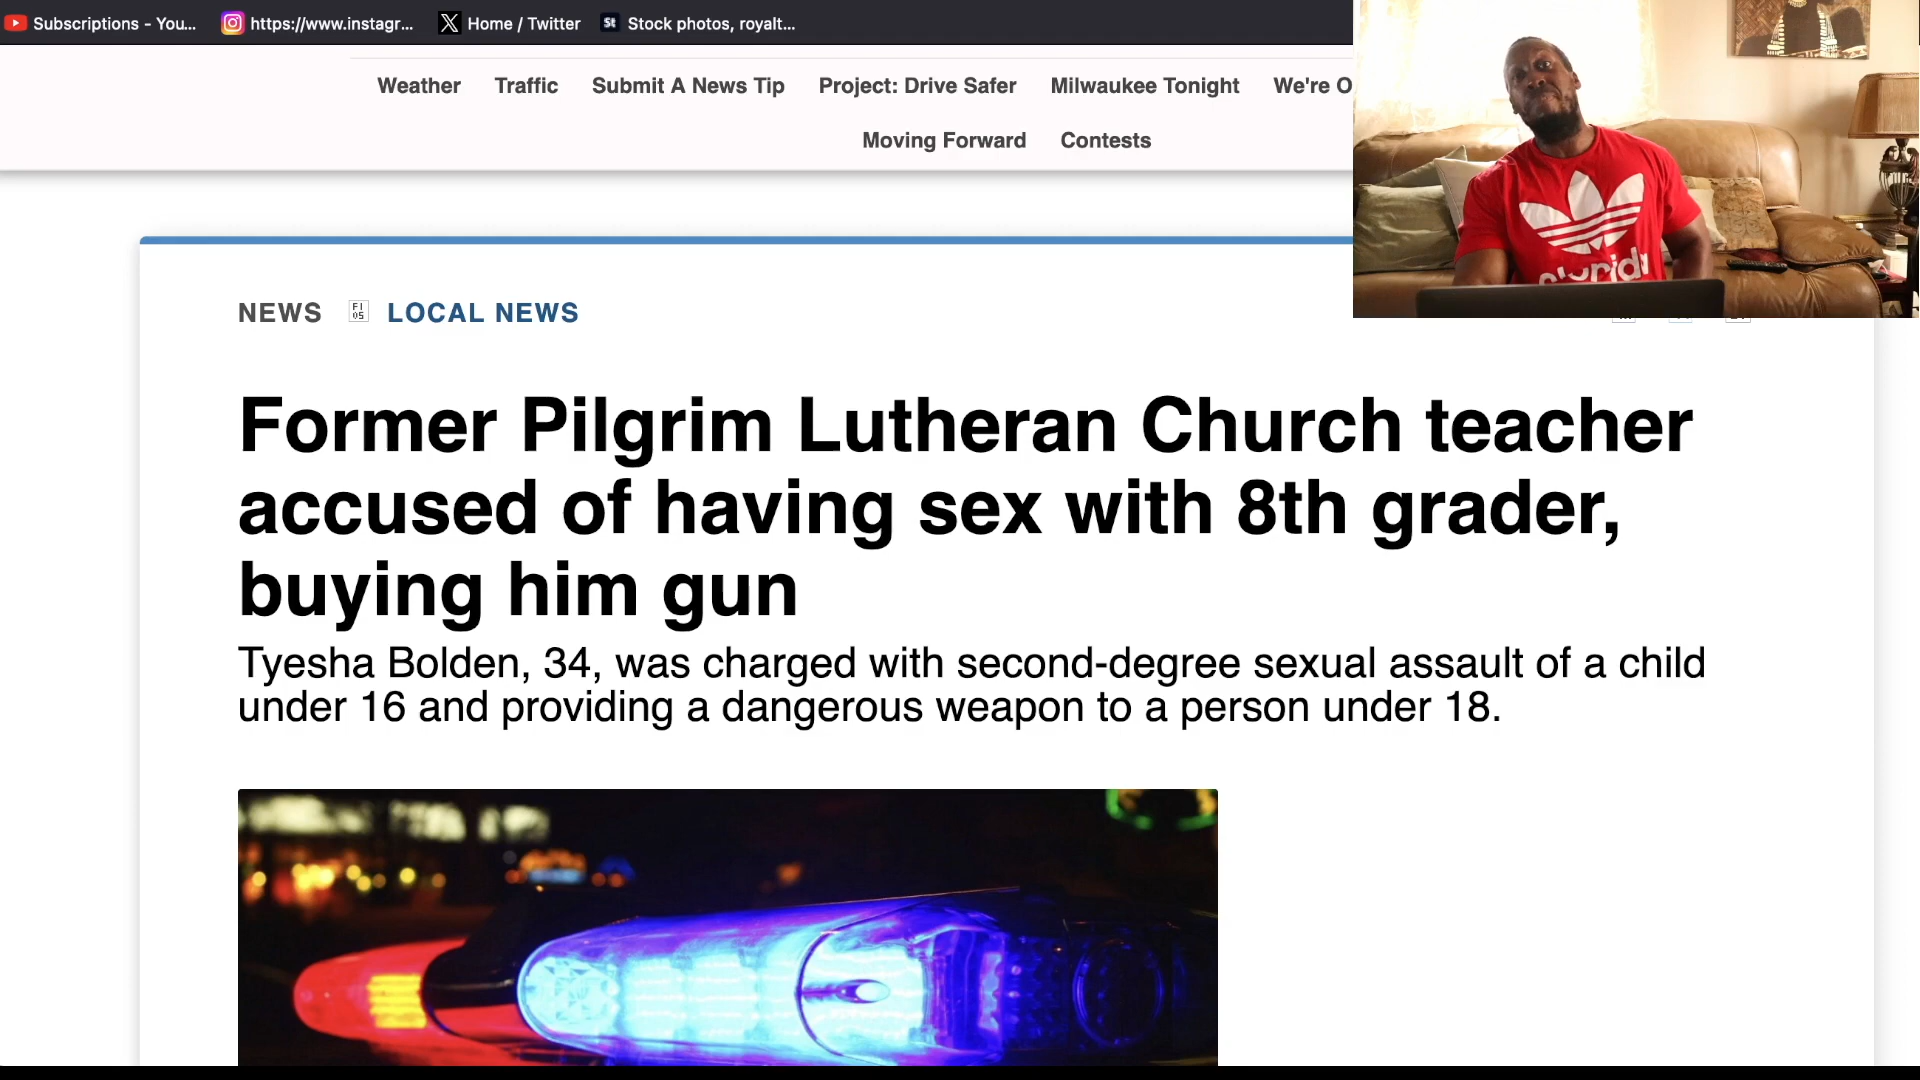 Subscriptions - You... https://www.instagr... X Home / Twitter St Stock photos, royalt...
Weather Traffic Submit A News Tip Project: Drive Safer Milwaukee Tonight We're O
Moving Forward Contests
NEWS LOCAL NEWS
Former Pilgrim Lutheran Church teacher
accused of having sex with 8th grader,
buying him gun
Tyesha Bolden, 34, was charged with second-degree sexual assault of a child
under 16 and providing a dangerous weapon to a person under 18.